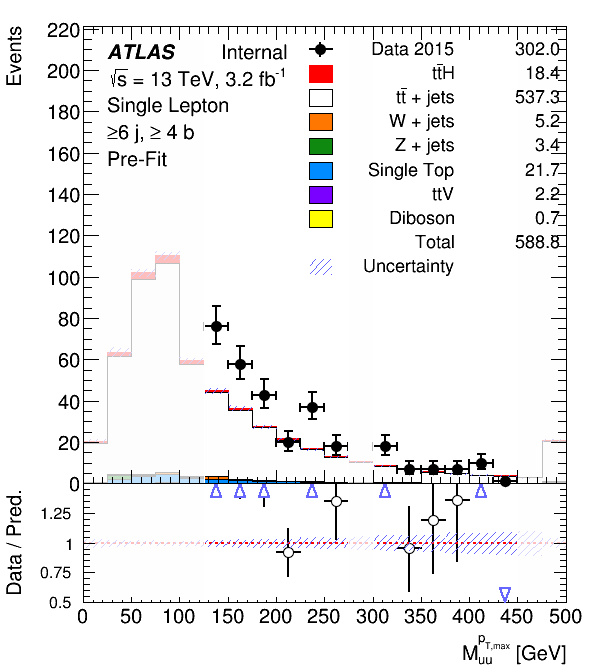 Events
220
200
180
160
140
120
100
80
60
40
20
0
ATLAS Internal
√s = 13 TeV, 3.2 fb⁻¹
Single Lepton
≥6 j, ≥ 4 b
Pre-Fit
Data 2015 302.0
tt̄H 18.4
tt̄ + jets 537.3
W + jets 5.2
Z + jets 3.4
Single Top 21.7
ttV 2.2
Diboson 0.7
Total 588.8
Uncertainty
Data / Pred.
1.25
1
0.75
0.5
0 50 100 150 200 250 300 350 400 450 500
M_uu^pT,max [GeV]